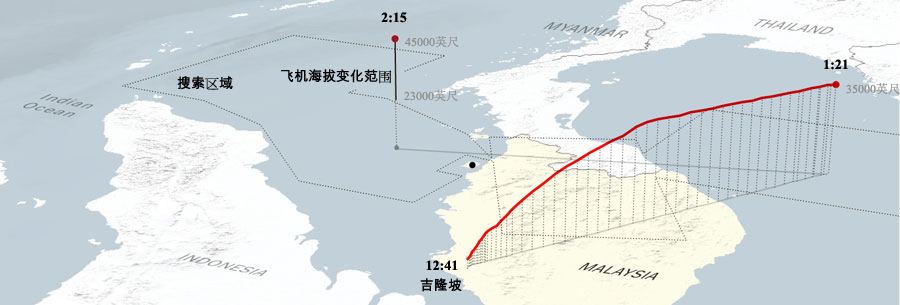 2:15
45000英尺
MYANMAR
THAILAND
1:21
搜索区域
飞机海拔变化范围
23000英尺
35000英尺
Indian
Ocean
12:41
吉隆坡
INDONESIA
MALAYSIA